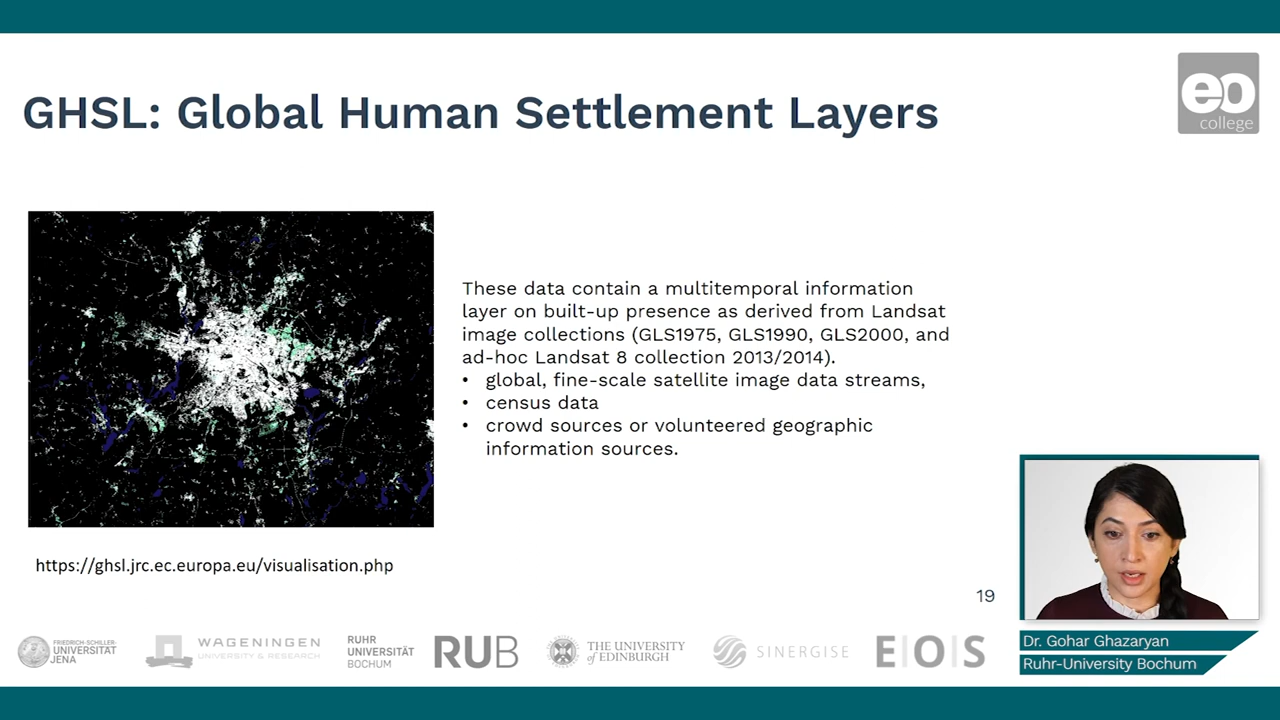 GHSL: Global Human Settlement Layers
eo
college
These data contain a multitemporal information
layer on built-up presence as derived from Landsat
image collections (GLS1975, GLS1990, GLS2000, and
ad-hoc Landsat 8 collection 2013/2014).
• global, fine-scale satellite image data streams,
• census data
• crowd sources or volunteered geographic
information sources.
https://ghsl.jrc.ec.europa.eu/visualisation.php
19
Dr. Gohar Ghazaryan
Ruhr-University Bochum
FRIEDRICH-SCHILLER-
UNIVERSITÄT
JENA
WAGENINGEN
UNIVERSITY & RESEARCH
RUHR
UNIVERSITÄT
BOCHUM
RUB
THE UNIVERSITY
of EDINBURGH
SINERGISE
E|O|S